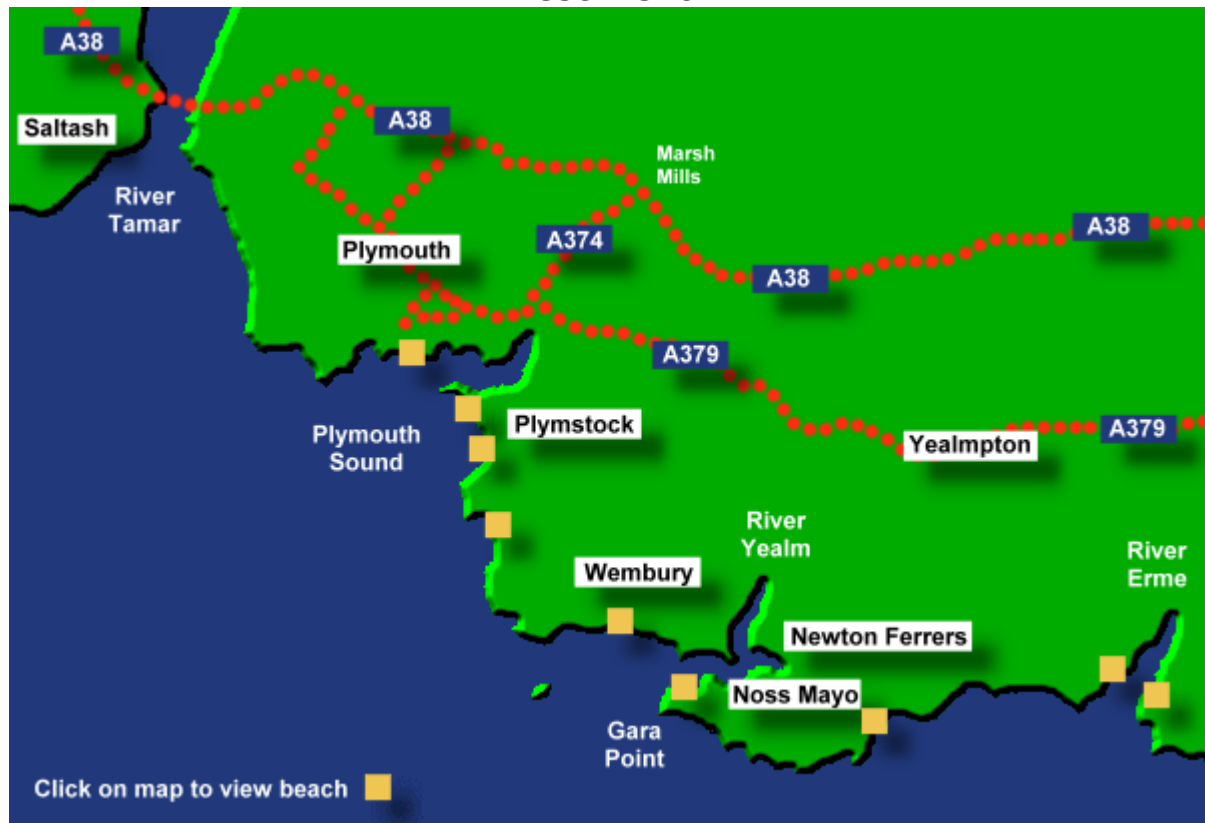 A38
Saltash
River
Tamar
A38
Marsh
Mills
Plymouth
A374
A38
A38
A379
Plymouth
Sound
Plymstock
Yealmpton
A379
River
Yealm
River
Erme
Wembury
Newton Ferrers
Noss Mayo
Gara
Point
Click on map to view beach